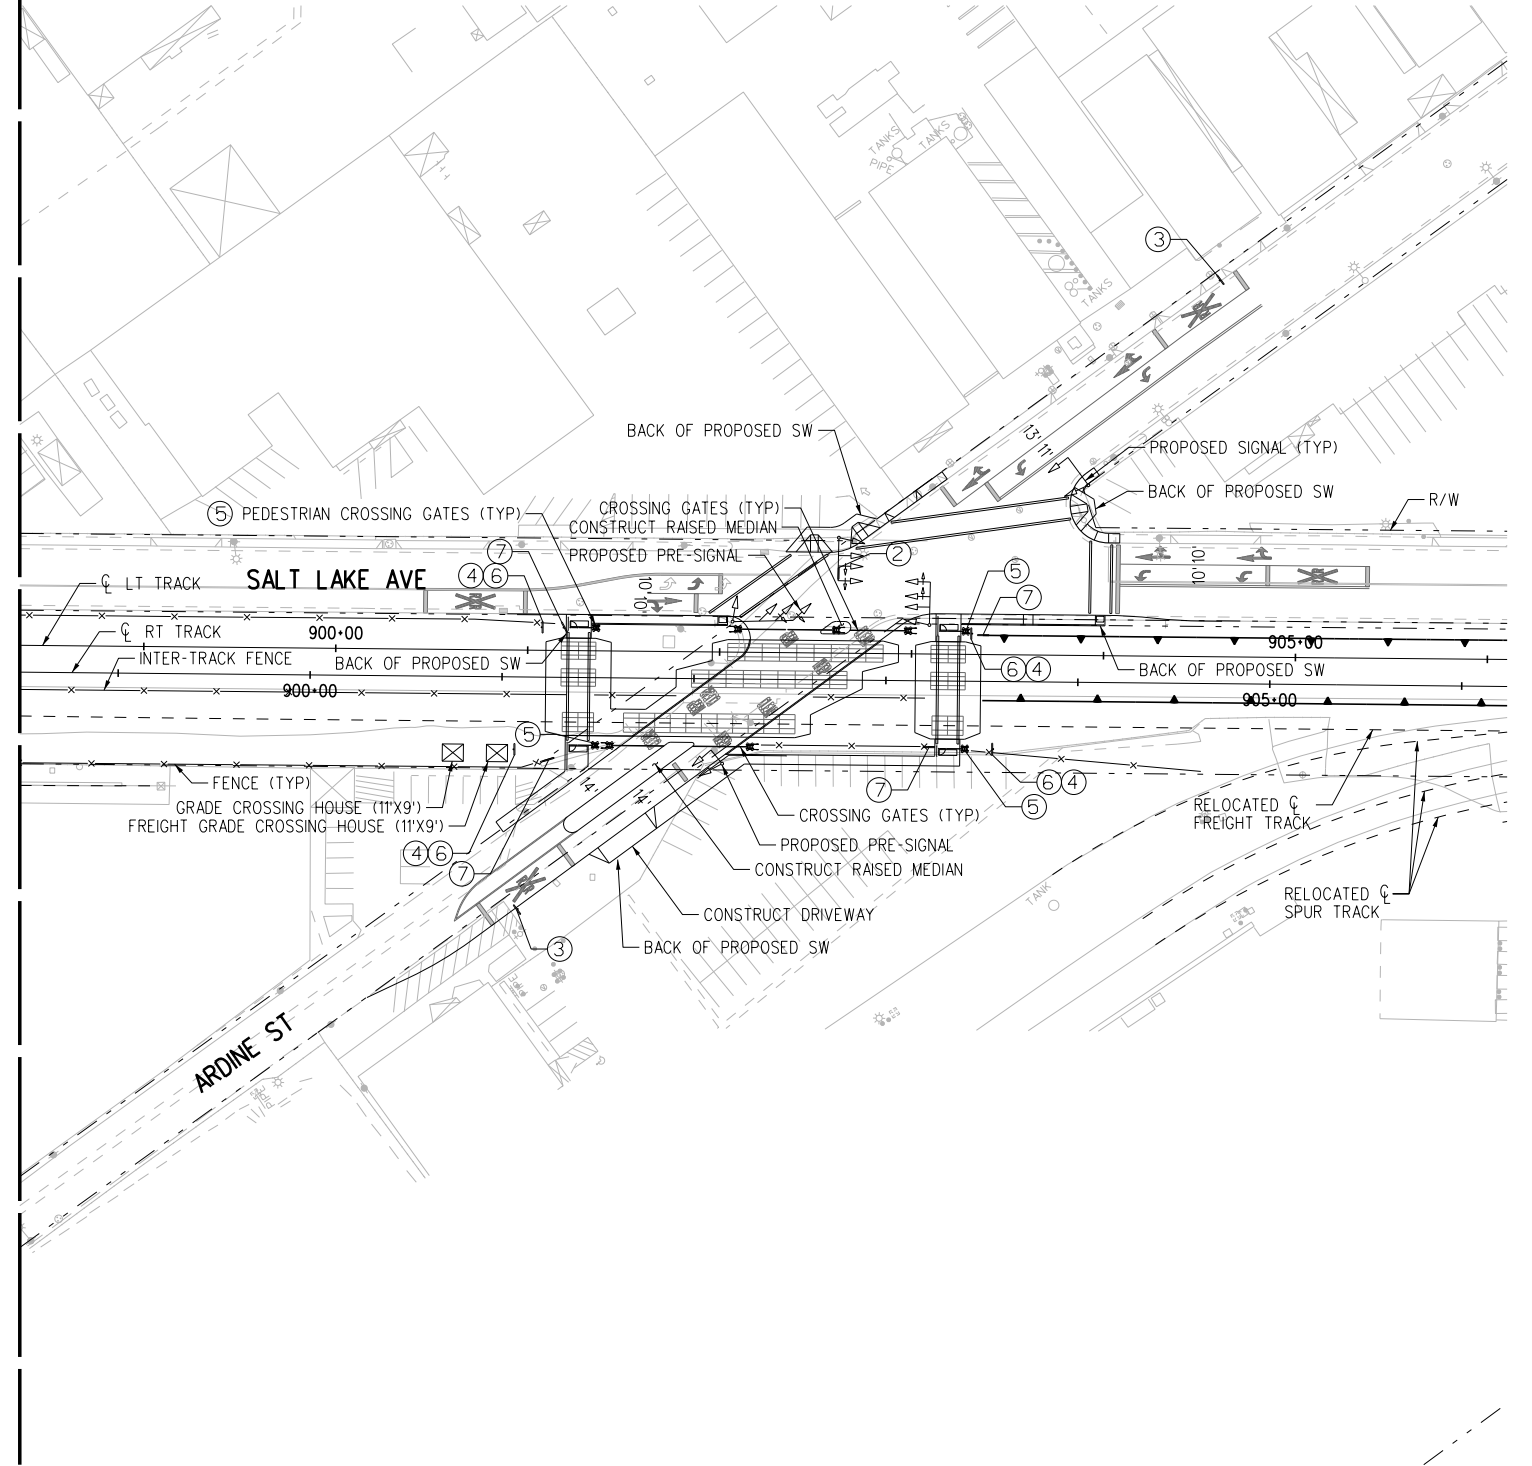 TANKS
TANKS
PIPE
3
TANKS
BACK OF PROPOSED SW
13' 11'
PROPOSED SIGNAL (TYP)
BACK OF PROPOSED SW
R/W
CROSSING GATES (TYP)
5 PEDESTRIAN CROSSING GATES (TYP)
CONSTRUCT RAISED MEDIAN
7
PROPOSED PRE-SIGNAL
2
4 6
5
SALT LAKE AVE
10' 10'
10' 10'
℄ LT TRACK
7
℄ RT TRACK
900+00
905+00
INTER-TRACK FENCE
BACK OF PROPOSED SW
6 4
BACK OF PROPOSED SW
900+00
905+00
5
FENCE (TYP)
14'
14'
7
6 4
5
GRADE CROSSING HOUSE (11'X9')
FREIGHT GRADE CROSSING HOUSE (11'X9')
CROSSING GATES (TYP)
RELOCATED ℄
FREIGHT TRACK
4 6
PROPOSED PRE-SIGNAL
7
CONSTRUCT RAISED MEDIAN
TANK
RELOCATED ℄
SPUR TRACK
CONSTRUCT DRIVEWAY
3
BACK OF PROPOSED SW
ARDINE ST